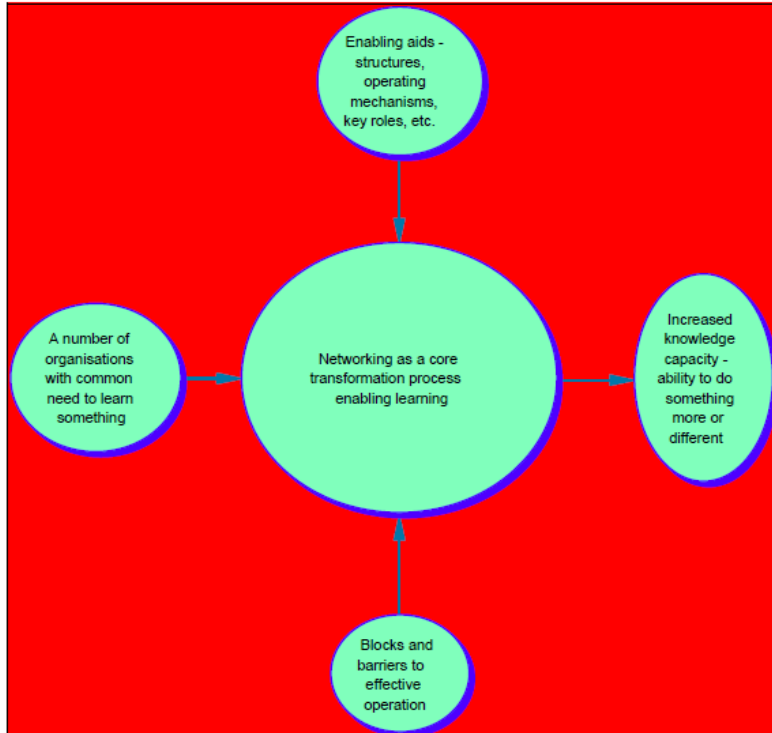 Enabling aids -
structures,
operating
mechanisms,
key roles, etc.
A number of
organisations
with common
need to learn
something
Networking as a core
transformation process
enabling learning
Increased
knowledge
capacity -
ability to do
something
more or
different
Blocks and
barriers to
effective
operation